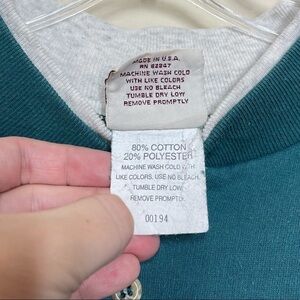 MADE IN U.S.A.
RN 62247
MACHINE WASH COLD
WITH LIKE COLORS
USE NO BLEACH
TUMBLE DRY LOW
REMOVE PROMPTLY
80% COTTON
20% POLYESTER
MACHINE WASH COLD WITH
LIKE COLORS. USE NO BLEACH.
TUMBLE DRY LOW.
REMOVE PROMPTLY.
00194